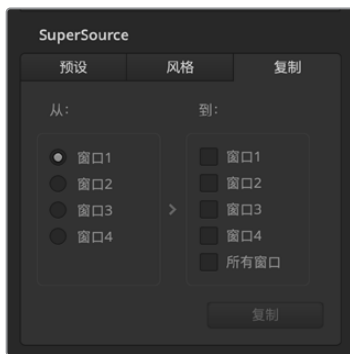 SuperSource
预设 风格 复制
从： 到：
窗口1 窗口1
窗口2 窗口2
窗口3 > 窗口3
窗口4 窗口4
所有窗口
复制